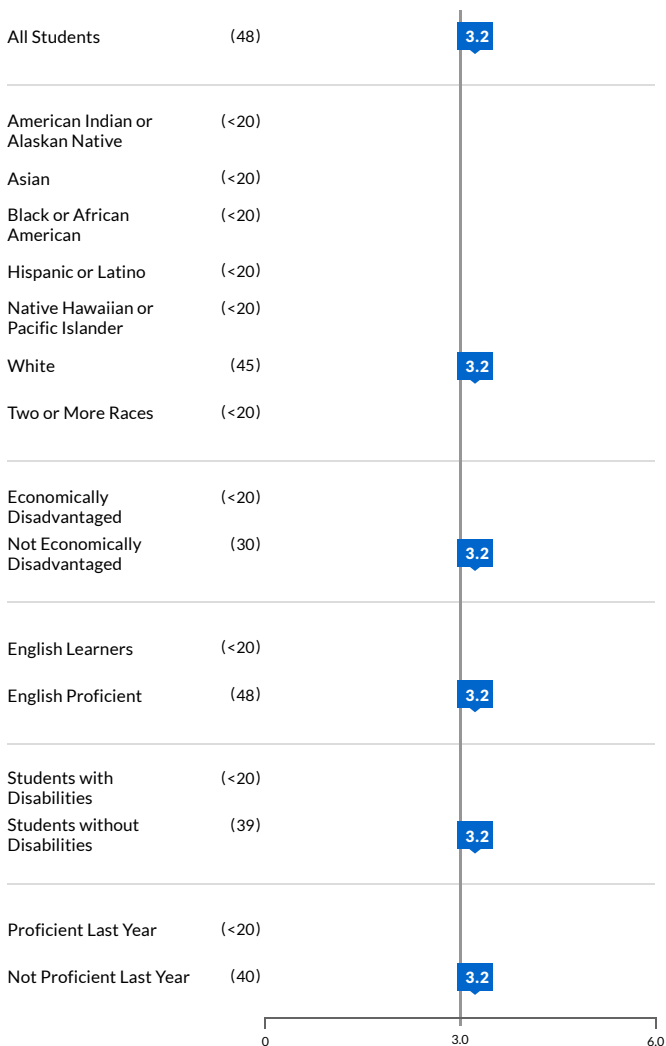 All Students (48) 3.2
American Indian or (<20)
Alaskan Native
Asian (<20)
Black or African (<20)
American
Hispanic or Latino (<20)
Native Hawaiian or (<20)
Pacific Islander
White (45) 3.2
Two or More Races (<20)
Economically (<20)
Disadvantaged
Not Economically (30) 3.2
Disadvantaged
English Learners (<20)
English Proficient (48) 3.2
Students with (<20)
Disabilities
Students without (39) 3.2
Disabilities
Proficient Last Year (<20)
Not Proficient Last Year (40) 3.2
0 3.0 6.0